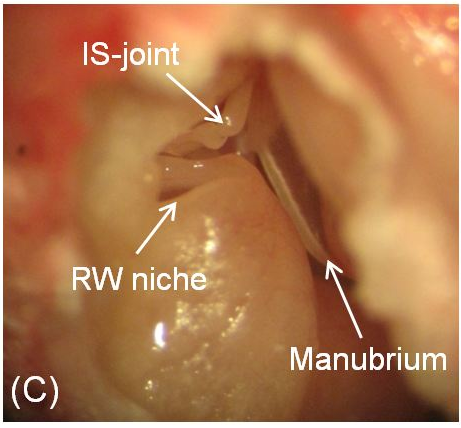 IS-joint
RW niche
Manubrium
(C)